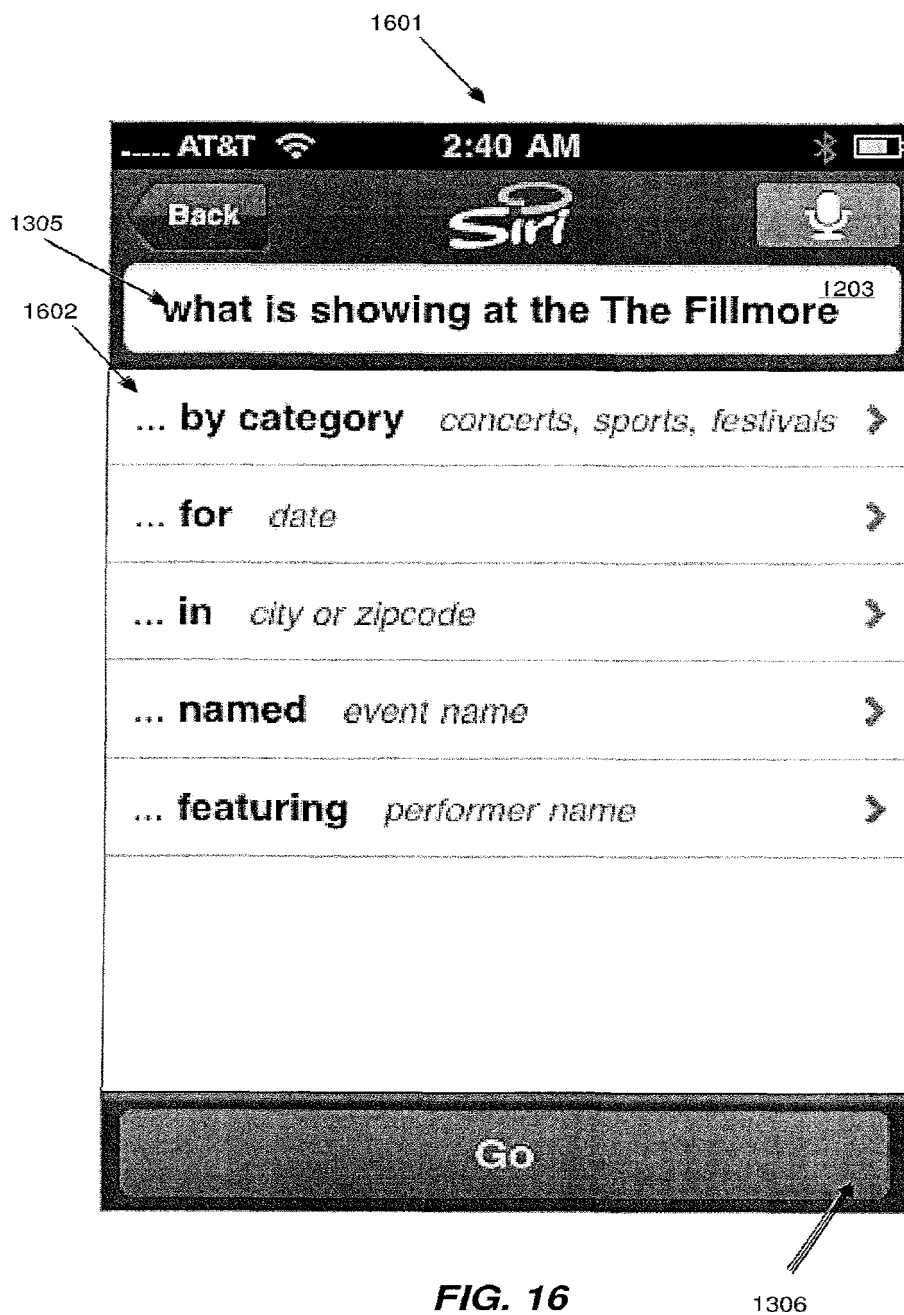 1601
..... AT&T 2:40 AM
Back Siri
1305
what is showing at the The Fillmore 1203
1602
... by category concerts, sports, festivals
... for date
... in city or zipcode
... named event name
... featuring performer name
Go
FIG. 16
1306